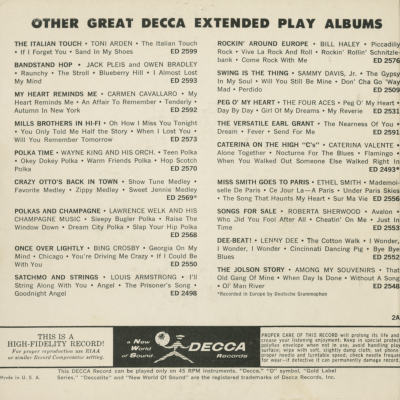 OTHER GREAT DECCA EXTENDED PLAY ALBUMS
THE ITALIAN TOUCH • TONI ARDEN • The Italian Touch
• If I Forget You • Sand In My Shoes
ED 2599
BANDSTAND HOP • JACK PLEIS and OWEN BRADLEY
• Raunchy • The Stroll • Blueberry Hill • I Almost Lost
My Mind
ED 2593
MY HEART REMINDS ME • CARMEN CAVALLARO • My
Heart Reminds Me • An Affair To Remember • Tenderly •
Autumn In New York
ED 2592
MILLS BROTHERS IN HI-FI • Oh How I Miss You Tonight
• You Only Told Me Half the Story • When I Lost You •
Will You Remember Tomorrow
ED 2573
POLKA TIME • WAYNE KING AND HIS ORCH. • Teen Polka
• Okey Dokey Polka • Warm Friends Polka • Hop Scotch
Polka
ED 2570
CRAZY OTTO'S BACK IN TOWN • Show Tune Medley •
Favorite Medley • Zippy Medley • Sweet Jennie Medley
ED 2569*
POLKAS AND CHAMPAGNE • LAWRENCE WELK AND HIS
CHAMPAGNE MUSIC • Sleepy Bugler Polka • Raise The
Window Down • Dream City Polka • Slap Your Hip Polka
ED 2568
ONCE OVER LIGHTLY • BING CROSBY • Georgia On My
Mind • Chicago • You're Driving Me Crazy • If I Could Be
With You
ED 2550
SATCHMO AND STRINGS • LOUIS ARMSTRONG • I'll
String Along With You • Angel • The Prisoner's Song •
Goodnight Angel
ED 2498
ROCKIN' AROUND EUROPE • BILL HALEY • Piccadilly
Rock • Vive La Rock And Roll • Rockin' Rollin' Schnitzle-
bank • Come Rock With Me
ED 2576
SWING IS THE THING • SAMMY DAVIS, Jr. • The Gypsy
In My Soul • Will You Still Be Mine • Don' Cha Go 'Way
Mad • Perdido
ED 2509
PEG O' MY HEART • THE FOUR ACES • Peg O' My Heart •
Day By Day • Girl Of My Dreams • My Reverie
ED 2531
THE VERSATILE EARL GRANT • The Nearness Of You •
Dream • Fever • Send For Me
ED 2591
CATERINA ON THE HIGH "C's" • CATERINA VALENTE •
Alone Together • Nocturne For The Blues • Flamingo •
When You Walked Out Someone Else Walked Right In
ED 2493*
MISS SMITH GOES TO PARIS • ETHEL SMITH • Mademoi-
selle De Paris • Ce Jour La—A Paris • Under Paris Skies
• The Song That Haunts My Heart • Sur Ma Vie
ED 2556
SONGS FOR SALE • ROBERTA SHERWOOD • Avalon •
Who Did You Fool After All • Cheatin' On Me • Just In
Time
ED 2553
DEE-BEAT! • LENNY DEE • The Cotton Walk • I Wonder,
I Wonder, I Wonder • Cincinnati Dancing Pig • Bye Bye
Blues
ED 2552
THE JOLSON STORY • AMONG MY SOUVENIRS • That
Old Gang Of Mine • When Day Is Done • Without A Song
• Ol' Man River
ED 2548
*Recorded in Europe by Deutsche Grammophon
2A
THIS IS A
HIGH-FIDELITY RECORD!
For proper reproduction use RIAA
or similar Record Compensator setting.
a New
World
of Sound
DECCA
Records
PROPER CARE OF THIS RECORD will prolong its life and
increase your listening enjoyment. Keep in special protective
polyflex envelope when not in use; avoid handling playing
surface; wipe with soft, slightly damp cloth; set phono for
proper needle and turntable speed; check needle frequently
for wear—if defective it can permanently damage record.
Made in U. S. A.
This DECCA Record can be played only on 45 RPM instruments. "Decca," "D" symbol, "Gold Label
Series," "Deccalite" and "New World Of Sound" are the registered trademarks of Decca Records, Inc.